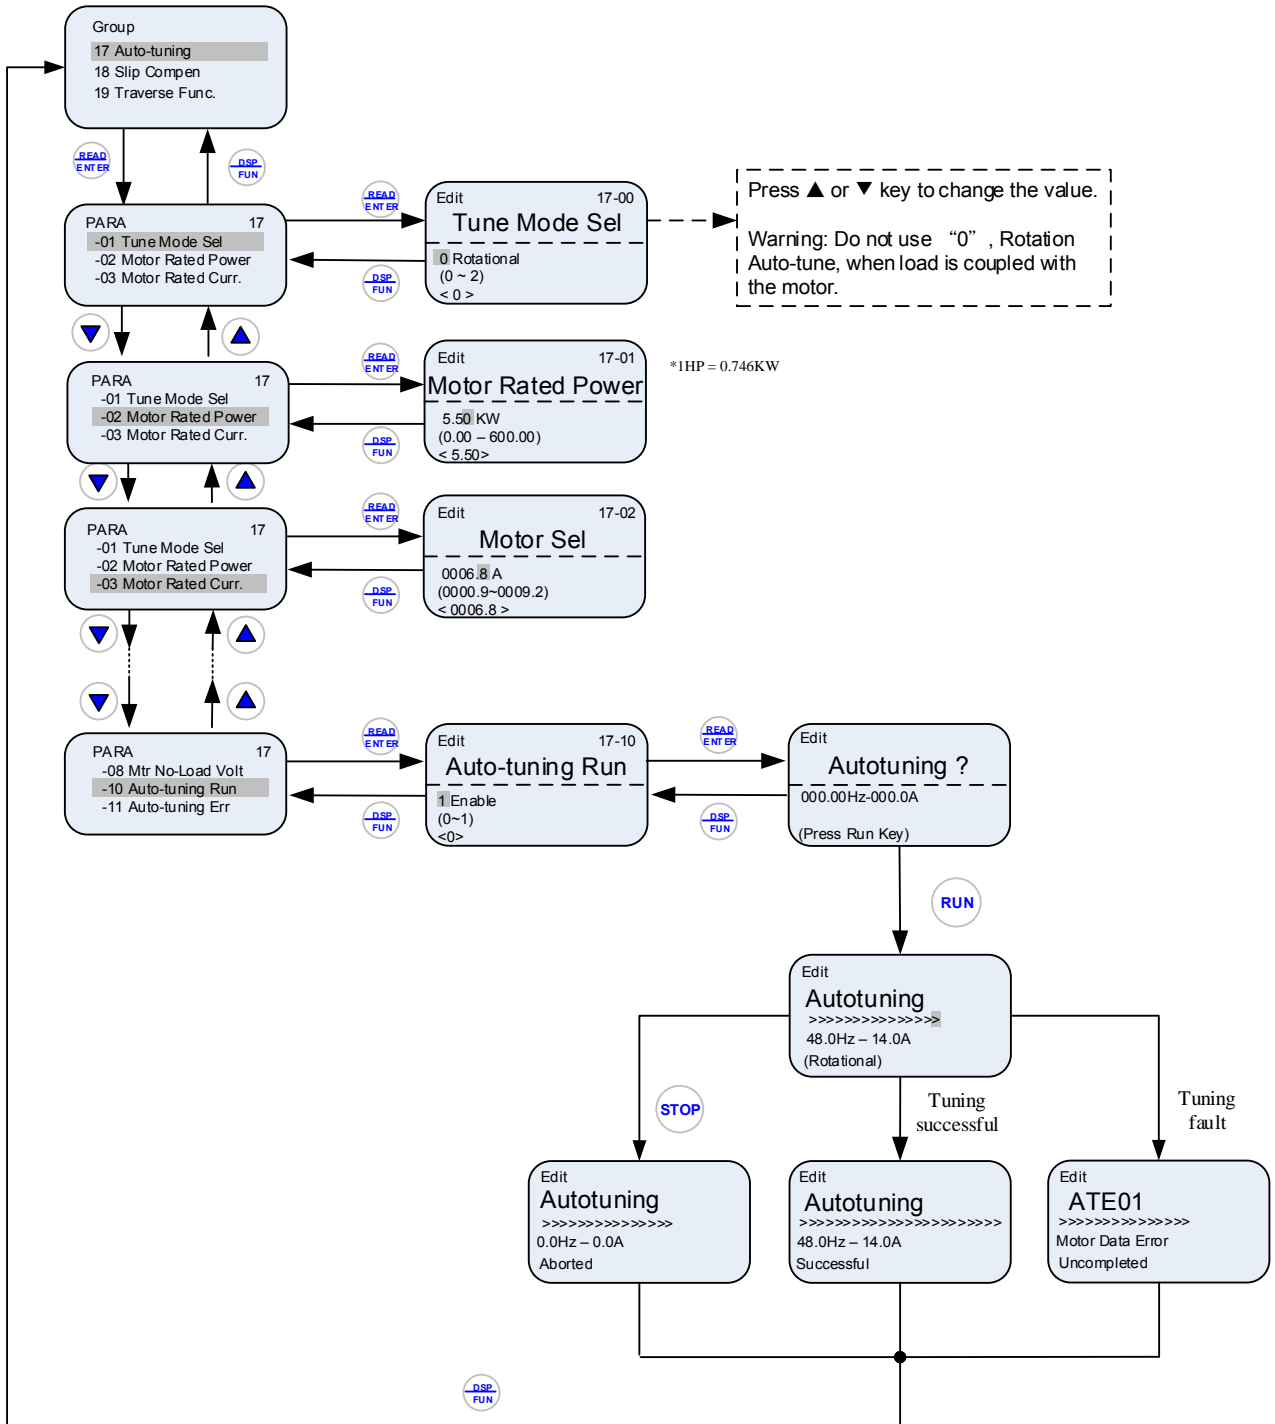 Group
17 Auto-tuning
18 Slip Compen
19 Traverse Func.
READ
ENTER
DSP
FUN
PARA 17
-01 Tune Mode Sel
-02 Motor Rated Power
-03 Motor Rated Curr.
READ
ENTER
DSP
FUN
Edit 17-00
Tune Mode Sel
0 Rotational
(0 ~ 2)
< 0 >
Press ▲ or ▼ key to change the value.
Warning: Do not use “0”, Rotation
Auto-tune, when load is coupled with
the motor.
PARA 17
-01 Tune Mode Sel
-02 Motor Rated Power
-03 Motor Rated Curr.
READ
ENTER
DSP
FUN
Edit 17-01
Motor Rated Power
5.50 KW
(0.00 – 600.00)
< 5.50>
*1HP = 0.746KW
PARA 17
-01 Tune Mode Sel
-02 Motor Rated Power
-03 Motor Rated Curr.
READ
ENTER
DSP
FUN
Edit 17-02
Motor Sel
0006.8 A
(0000.9~0009.2)
< 0006.8 >
PARA 17
-08 Mtr No-Load Volt
-10 Auto-tuning Run
-11 Auto-tuning Err
READ
ENTER
DSP
FUN
Edit 17-10
Auto-tuning Run
1 Enable
(0~1)
<0>
READ
ENTER
DSP
FUN
Edit
Autotuning ?
000.00Hz-000.0A
(Press Run Key)
RUN
Edit
Autotuning
>>>>>>>>>>>>>>>
48.0Hz – 14.0A
(Rotational)
STOP
Tuning
successful
Tuning
fault
Edit
Autotuning
>>>>>>>>>>>>>>>
0.0Hz – 0.0A
Aborted
Edit
Autotuning
>>>>>>>>>>>>>>>>>>>>>>>
48.0Hz – 14.0A
Successful
Edit
ATE01
>>>>>>>>>>>>>>>
Motor Data Error
Uncompleted
DSP
FUN